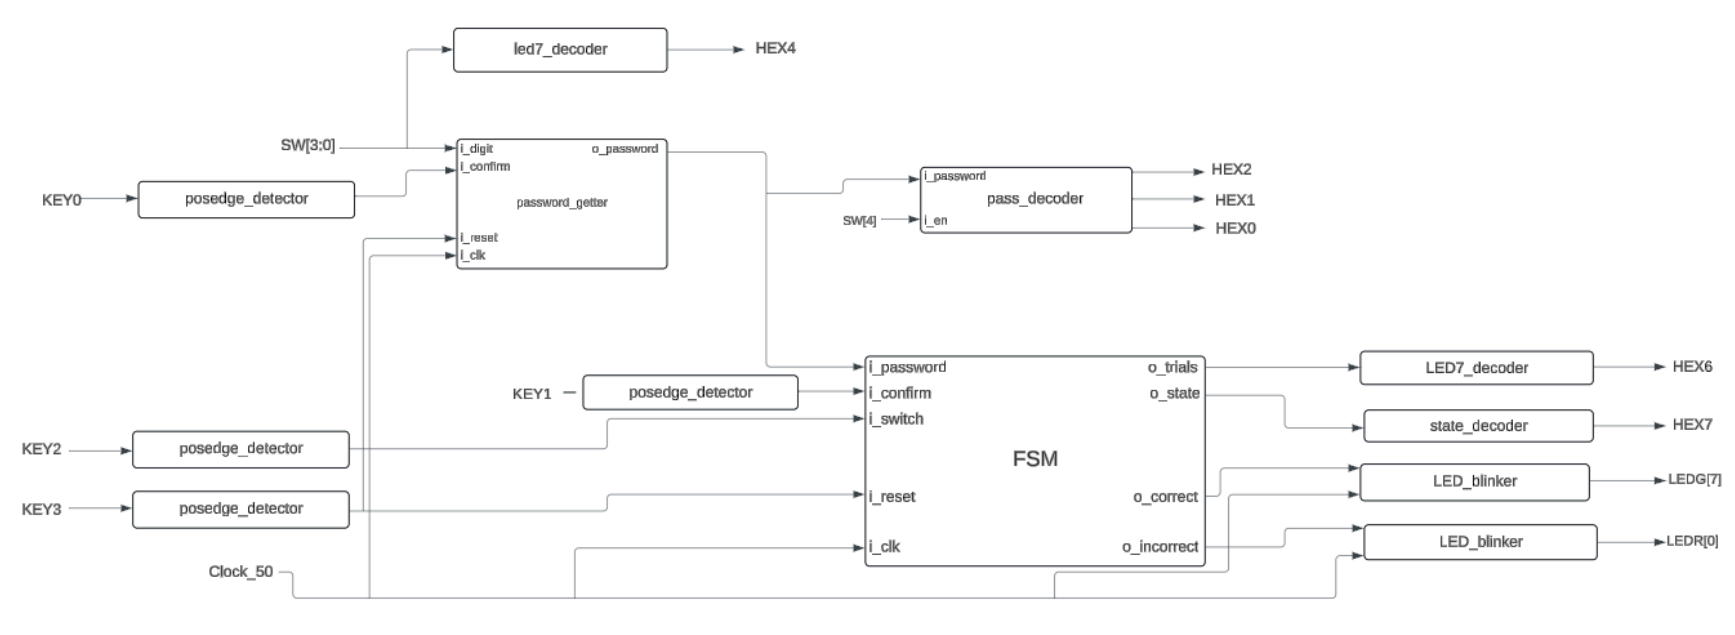 led7_decoder
HEX4
SW[3:0]
i_digit
o_password
i_confirm
KEY0
posedge_detector
password_getter
i_reset
i_clk
i_password
pass_decoder
SW[4]
i_en
HEX2
HEX1
HEX0
KEY1
posedge_detector
KEY2
posedge_detector
KEY3
posedge_detector
Clock_50
i_password
o_trials
i_confirm
o_state
i_switch
FSM
i_reset
o_correct
i_clk
o_incorrect
LED7_decoder
HEX6
state_decoder
HEX7
LED_blinker
LEDG[7]
LED_blinker
LEDR[0]